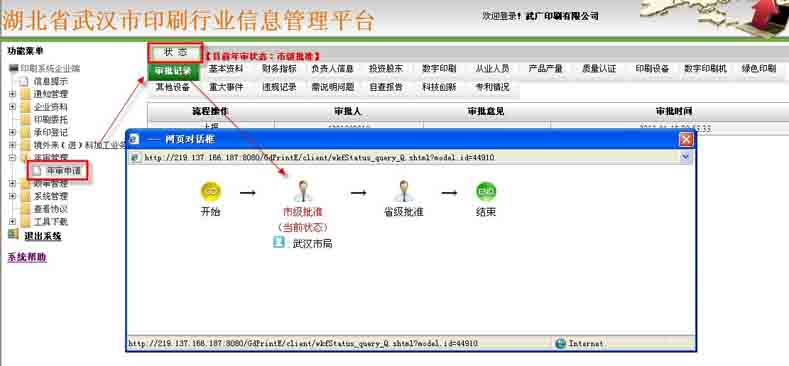 湖北省武汉市印刷行业信息管理平台
欢迎登录! 武广印刷有限公司
功能菜单
印刷系统企业端
信息提示
通知管理
企业资料
印刷委托
承印登记
境外来(进)料加工业务
年审管理
年审申请
系统管理
查看协议
工具下载
退出系统
系统帮助
状 态
【目前年审状态:市级批准】
审批记录 基本资料 财务指标 负责人信息 投资股东 数字印刷 从业人员 产品产量 质量认证 印刷设备 数字印刷机 绿色印刷
其他设备 重大事件 违规记录 需说明问题 自查报告 科技创新 专利情况
流程操作 审批人 审批意见 审批时间
网页对话框
http://219.137.166.187:8080/GdPrintE/client/wkfStatus_query_Q.shtml?model.id=44910
GO → → → END
开始 市级批准 省级批准 结束
(当前状态)
:武汉市局
http://219.137.166.187:8080/GdPrintE/client/wkfStatus_query_Q.shtml?model.id=44910
Internet